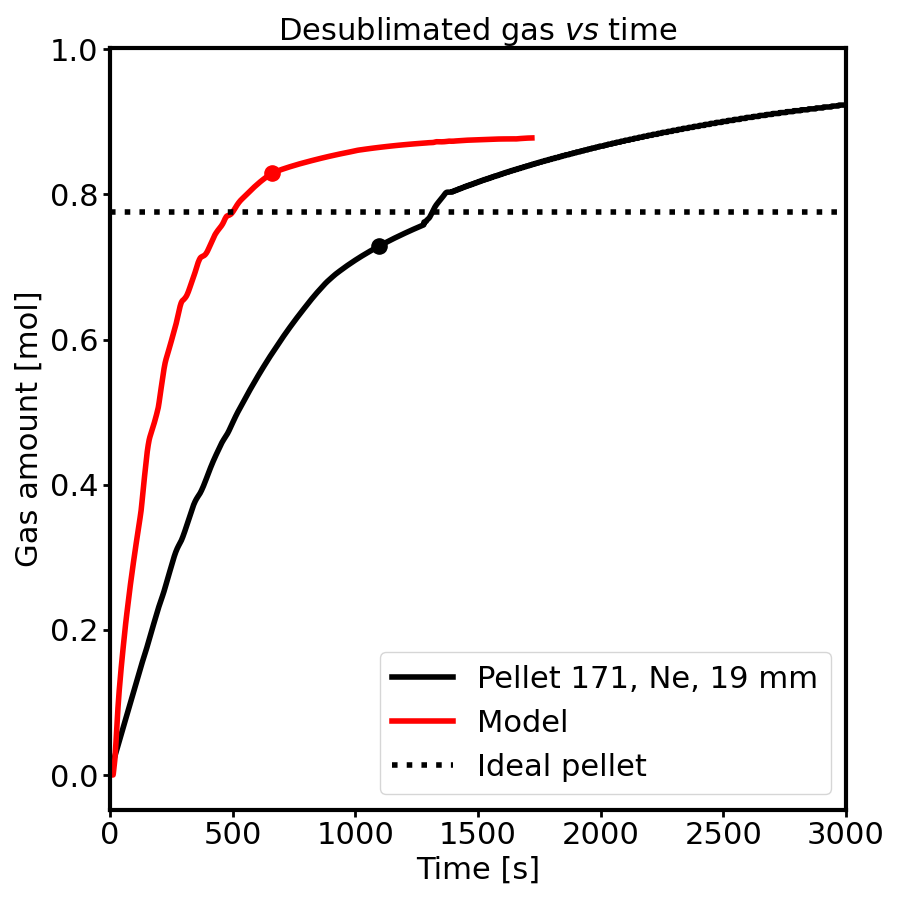 Desublimated gas vs time
Gas amount [mol]
1.0
0.8
0.6
0.4
0.2
0.0
Pellet 171, Ne, 19 mm
Model
Ideal pellet
0 500 1000 1500 2000 2500 3000
Time [s]